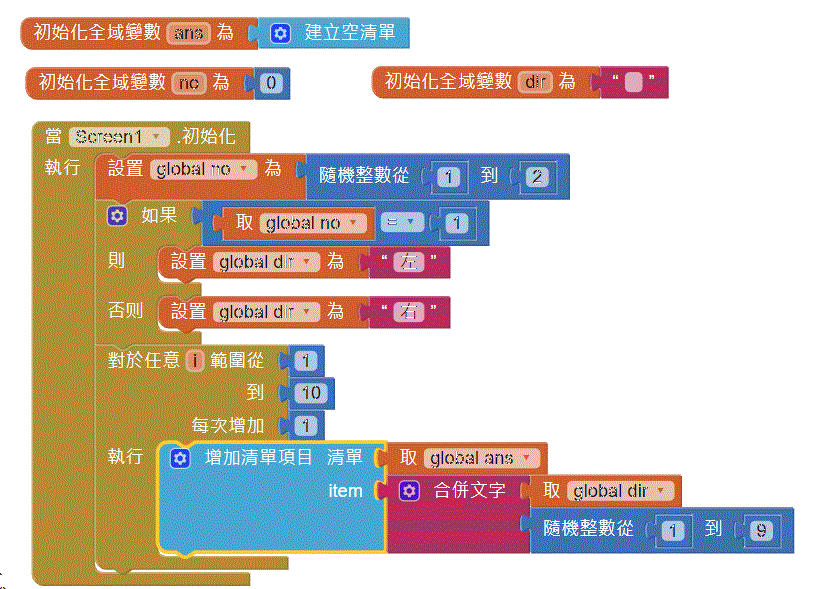 初始化全域變數 ans 為 建立空清單
初始化全域變數 no 為 0
初始化全域變數 dir 為 “ ”
當 Screen1 .初始化
執行 設置 global no 為 隨機整數從 1 到 2
如果 取 global no = 1
則 設置 global dir 為 “ 左 ”
否則 設置 global dir 為 “ 右 ”
對於任意 i 範圍從 1
到 10
每次增加 1
執行 增加清單項目 清單 取 global ans
item 合併文字 取 global dir
隨機整數從 1 到 9